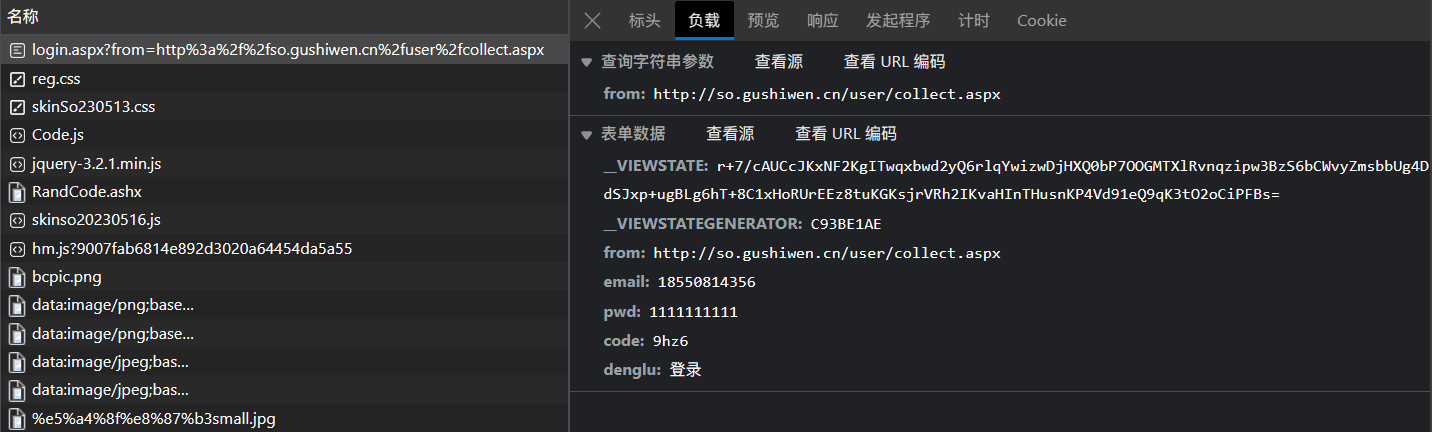 名称
login.aspx?from=http%3a%2f%2fso.gushiwen.cn%2fuser%2fcollect.aspx
reg.css
skinSo230513.css
Code.js
jquery-3.2.1.min.js
RandCode.ashx
skinso20230516.js
hm.js?9007fab6814e892d3020a64454da5a55
bcpic.png
data:image/png;base...
data:image/png;base...
data:image/jpeg;bas...
data:image/jpeg;bas...
%e5%a4%8f%e8%87%b3small.jpg
标头 负载 预览 响应 发起程序 计时 Cookie
查询字符串参数 查看源 查看 URL 编码
from: http://so.gushiwen.cn/user/collect.aspx
表单数据 查看源 查看 URL 编码
__VIEWSTATE: r+7/cAUCcJKxNF2KgITwqxbwd2yQ6rlqYwizwDjHXQ0bP7OOGMTXlRvnqzipw3BzS6bCWvyZmsbbUg4D
dSJxp+ugBLg6hT+8C1xHoRUrEEz8tuKGKsjrVRh2IKvaHInTHusnKP4Vd91eQ9qK3tO2oCiPFBs=
__VIEWSTATEGENERATOR: C93BE1AE
from: http://so.gushiwen.cn/user/collect.aspx
email: 18550814356
pwd: 1111111111
code: 9hz6
denglu: 登录